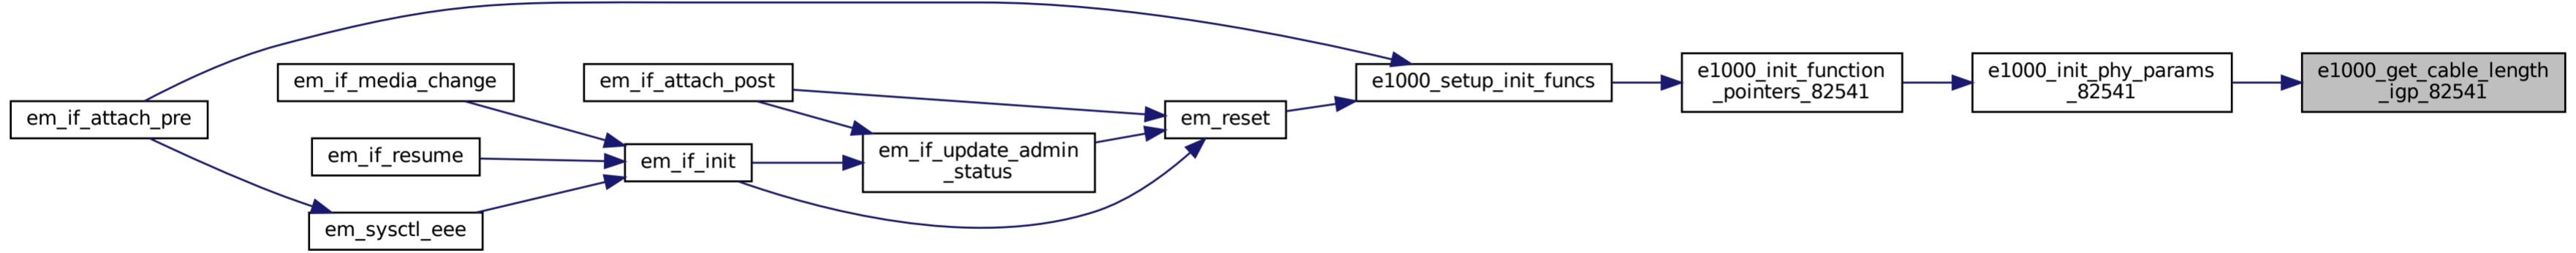 em_if_attach_pre
em_if_media_change
em_if_resume
em_sysctl_eee
em_if_attach_post
em_if_init
em_if_update_admin
_status
em_reset
e1000_setup_init_funcs
e1000_init_function
_pointers_82541
e1000_init_phy_params
_82541
e1000_get_cable_length
_igp_82541